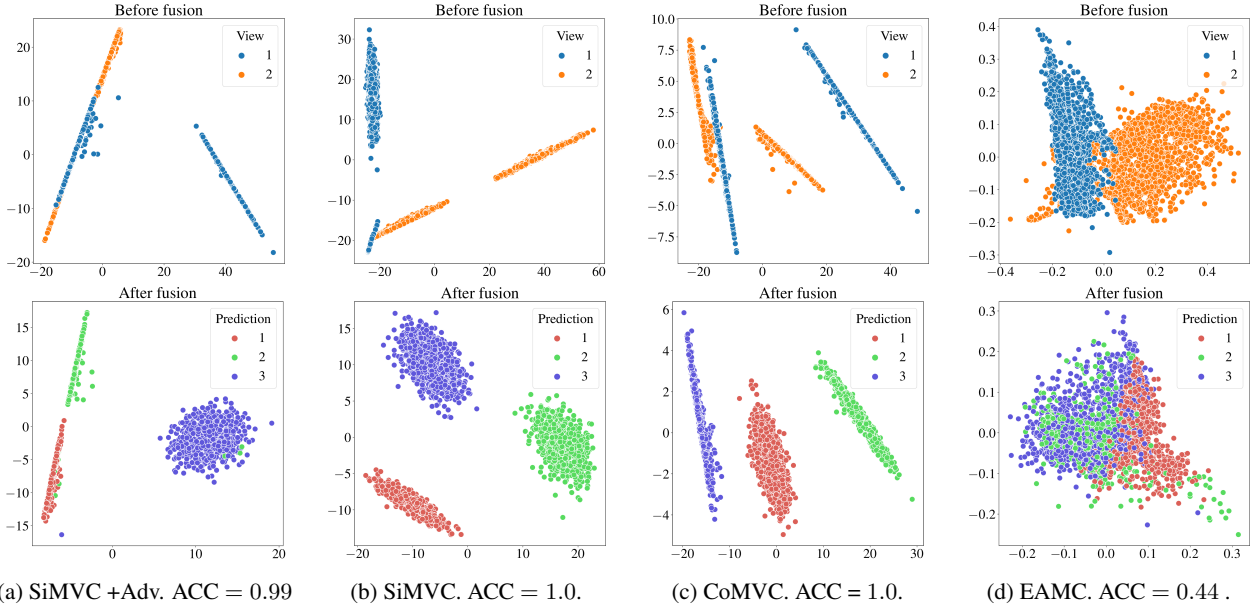 Before fusion
View
1
2
20
10
0
−10
−20
−20 0 20 40
Before fusion
View
1
2
30
20
10
0
−10
−20
−20 0 20 40 60
Before fusion
View
1
2
10.0
7.5
5.0
2.5
0.0
−2.5
−5.0
−7.5
−20 0 20 40
Before fusion
View
1
2
0.4
0.3
0.2
0.1
0.0
−0.1
−0.2
−0.3
−0.4 −0.2 0.0 0.2 0.4
After fusion
Prediction
1
2
3
15
10
5
0
−5
−10
−15
0 10 20
After fusion
Prediction
1
2
3
15
10
5
0
−5
−10
−20 −10 0 10 20
After fusion
Prediction
1
2
3
6
4
2
0
−2
−4
−20 −10 0 10 20 30
After fusion
Prediction
1
2
3
0.3
0.2
0.1
0.0
−0.1
−0.2
−0.2 −0.1 0.0 0.1 0.2 0.3
(a) SiMVC +Adv. ACC = 0.99
(b) SiMVC. ACC = 1.0.
(c) CoMVC. ACC = 1.0.
(d) EAMC. ACC = 0.44 .